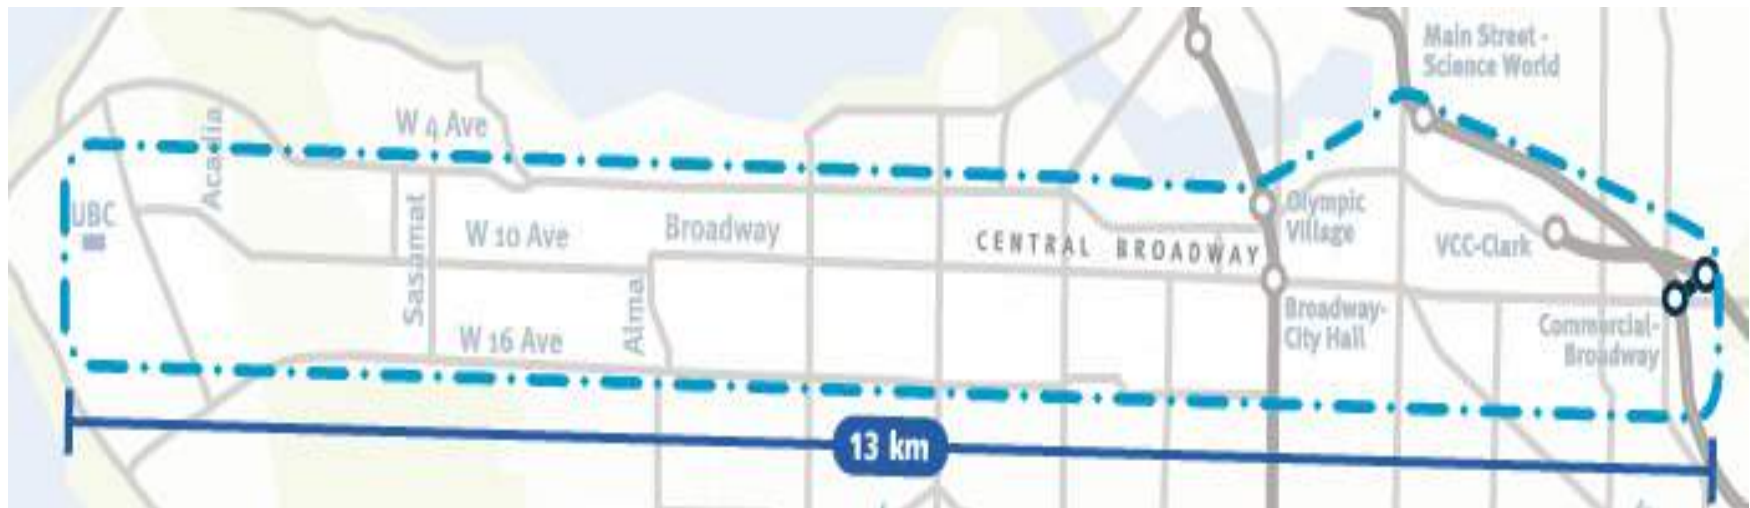 Main Street -
Science World
W 4 Ave
Acadia
UBC
Sasamat
W 10 Ave
Broadway
CENTRAL BROADWAY
Olympic
Village
VCC-Clark
Alma
W 16 Ave
Broadway-
City Hall
Commercial-
Broadway
13 km